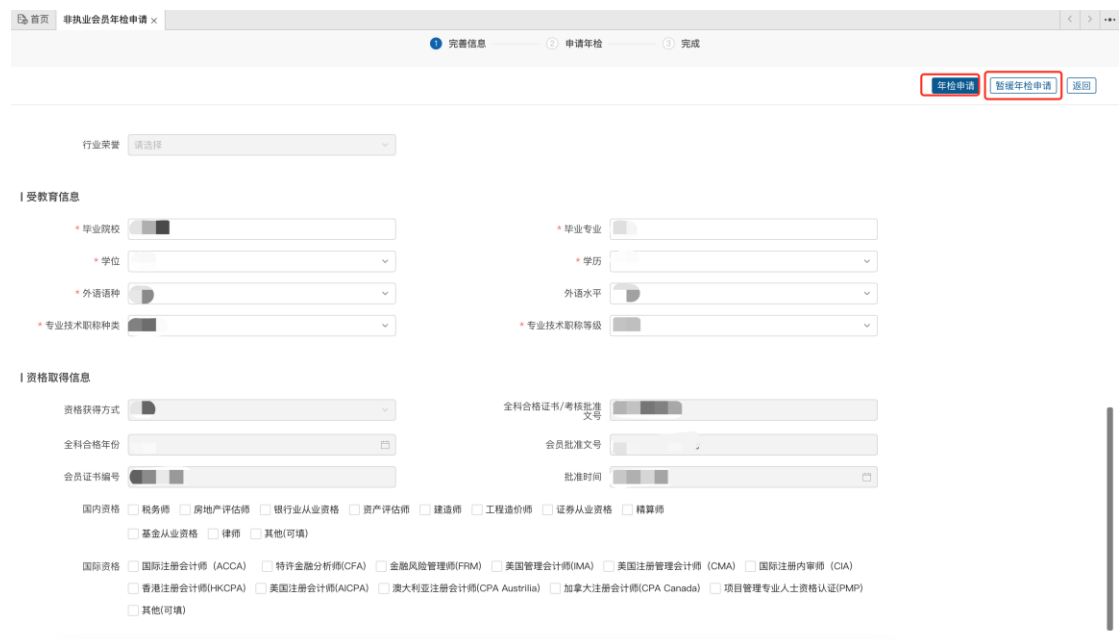 首页 非执业会员年检申请 ×
1 完善信息 2 申请年检 3 完成
年检申请 暂缓年检申请 返回
行业荣誉 请选择
受教育信息
* 毕业院校 * 毕业专业
* 学位 * 学历
* 外语语种 外语水平
* 专业技术职称种类 * 专业技术职称等级
资格取得信息
资格获得方式 全科合格证书/考核批准
文号
全科合格年份 会员批准文号
会员证书编号 批准时间
国内资格 税务师 房地产评估师 银行业从业资格 资产评估师 建造师 工程造价师 证券从业资格 精算师
基金从业资格 律师 其他(可填)
国际资格 国际注册会计师（ACCA） 特许金融分析师(CFA) 金融风险管理师(FRM) 美国管理会计师(IMA) 美国注册管理会计师（CMA） 国际注册内审师（CIA）
香港注册会计师(HKCPA) 美国注册会计师(AICPA) 澳大利亚注册会计师(CPA Austrilia) 加拿大注册会计师(CPA Canada) 项目管理专业人士资格认证(PMP)
其他(可填)